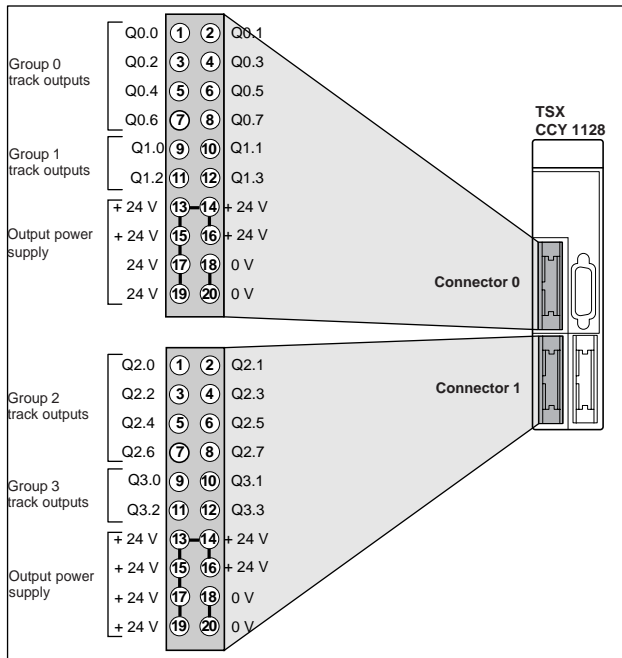 Q0.0 1 2 Q0.1
Group 0
track outputs
Q0.2 3 4 Q0.3
Q0.4 5 6 Q0.5
Q0.6 7 8 Q0.7
Group 1
track outputs
Q1.0 9 10 Q1.1
Q1.2 11 12 Q1.3
Output power
supply
+ 24 V 13 14 + 24 V
+ 24 V 15 16 + 24 V
24 V 17 18 0 V
24 V 19 20 0 V
TSX
CCY 1128
Connector 0
Connector 1
Group 2
track outputs
Q2.0 1 2 Q2.1
Q2.2 3 4 Q2.3
Q2.4 5 6 Q2.5
Q2.6 7 8 Q2.7
Group 3
track outputs
Q3.0 9 10 Q3.1
Q3.2 11 12 Q3.3
Output power
supply
+ 24 V 13 14 + 24 V
+ 24 V 15 16 + 24 V
+ 24 V 17 18 0 V
+ 24 V 19 20 0 V